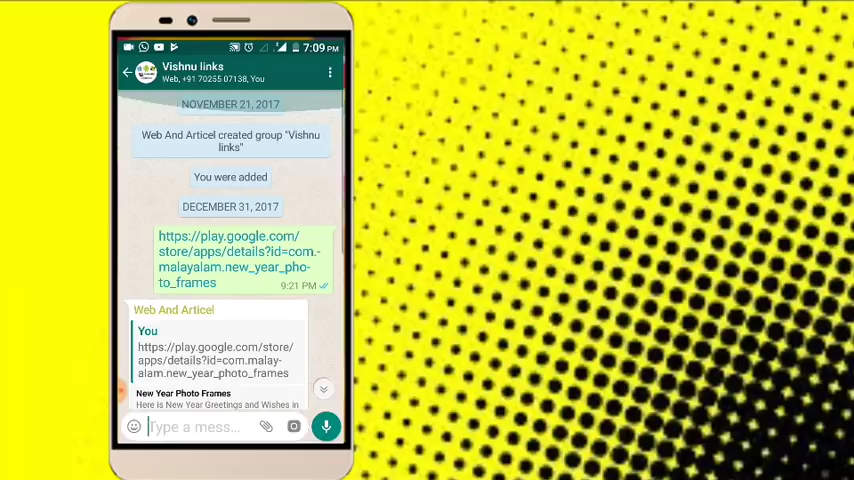 7:09 PM
Vishnu links
Web, +91 70255 07138, You
NOVEMBER 21, 2017
Web And Articel created group "Vishnu
links"
You were added
DECEMBER 31, 2017
https://play.google.com/
store/apps/details?id=com.-
malayalam.new_year_pho-
to_frames
9:21 PM
Web And Articel
You
https://play.google.com/store/
apps/details?id=com.malay-
alam.new_year_photo_frames
New Year Photo Frames
Here is New Year Greetings and Wishes in
Type a mess...